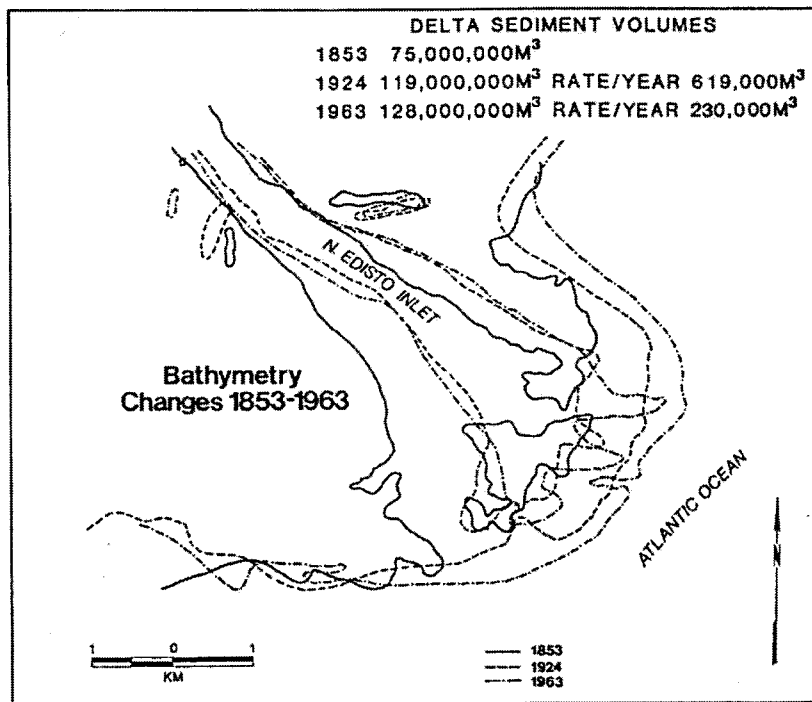 DELTA SEDIMENT VOLUMES
1853 75,000,000M³
1924 119,000,000M³ RATE/YEAR 619,000M³
1963 128,000,000M³ RATE/YEAR 230,000M³
N. EDISTO INLET
Bathymetry
Changes 1853-1963
ATLANTIC OCEAN
N
1 0 1
KM
1853
1924
1963